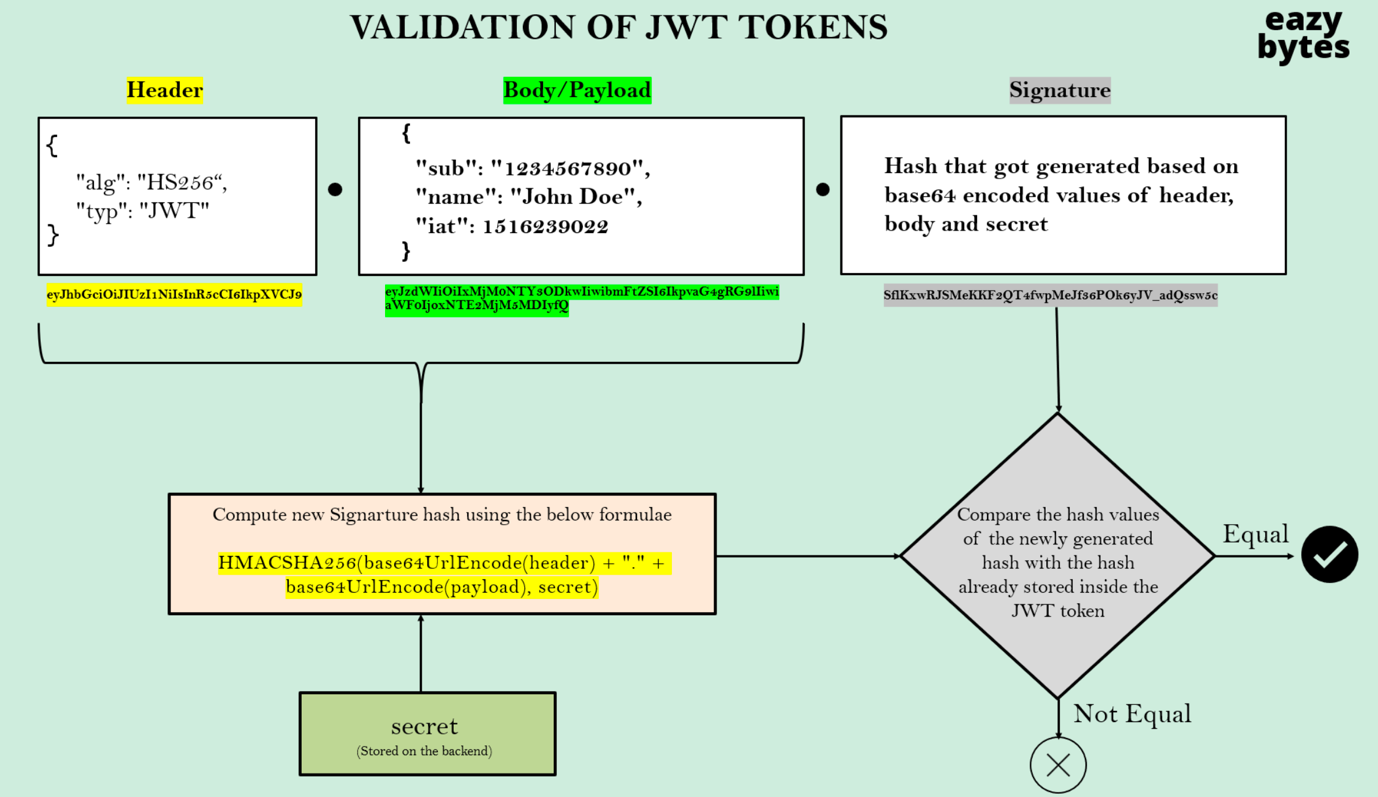 VALIDATION OF JWT TOKENS
eazy
bytes
Header
Body/Payload
Signature
{
"alg": "HS256“,
"typ": "JWT"
}
{
"sub": "1234567890",
"name": "John Doe",
"iat": 1516239022
}
Hash that got generated based on
base64 encoded values of header,
body and secret
eyJhbGciOiJIUzI1NiIsInR5cCI6IkpXVCJ9
eyJzdWIiOiIxMjM0NTY3ODkwIiwibmFtZSI6IkpvaG4gRG9lIiwi
aWF0IjoxNTE2MjM5MDIyfQ
SflKxwRJSMeKKF2QT4fwpMeJf36POk6yJV_adQssw5c
Compute new Signarture hash using the below formulae
HMACSHA256(base64UrlEncode(header) + "." +
base64UrlEncode(payload), secret)
Compare the hash values
of the newly generated
hash with the hash
already stored inside the
JWT token
Equal
Not Equal
secret
(Stored on the backend)